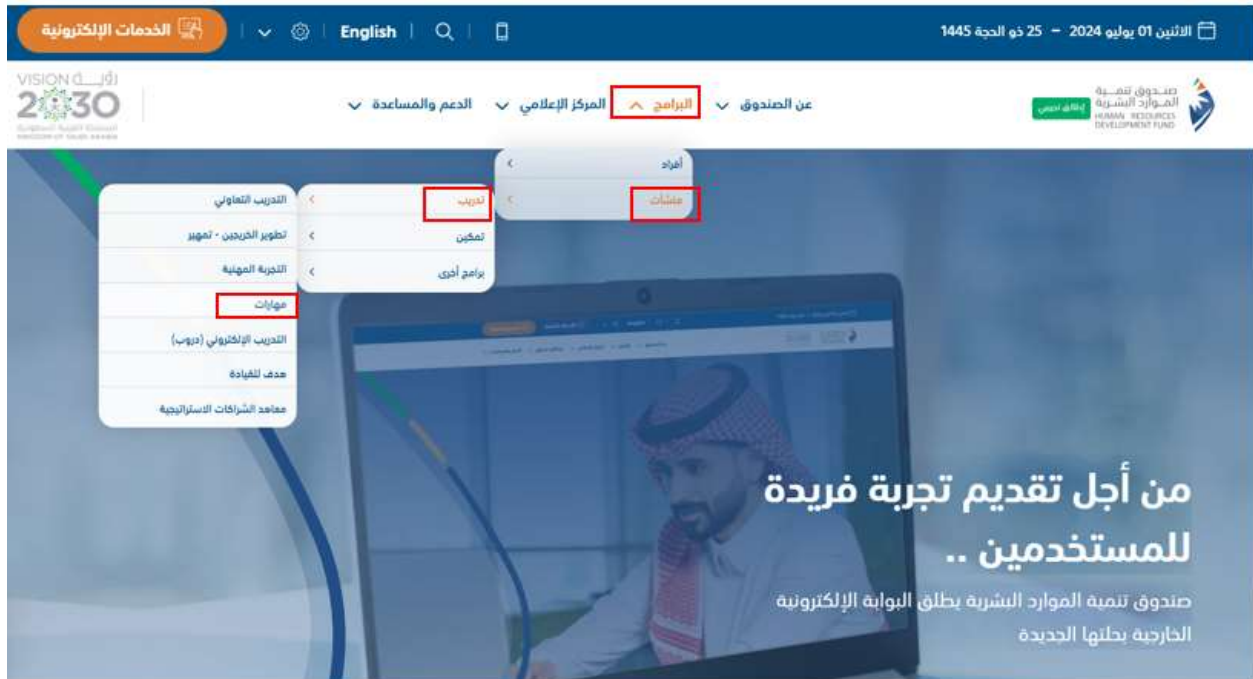 الاثنين 01 يوليو 2024 - 25 ذو الحجة 1445
English
الخدمات الإلكترونية
صندوق تنمية
الموارد البشرية
HUMAN RESOURCES
DEVELOPMENT FUND
إطلاق تجريبي
عن الصندوق
البرامج
المركز الإعلامي
الدعم والمساعدة
VISION رؤية
2030
المملكة العربية السعودية
KINGDOM OF SAUDI ARABIA
أفراد
منشآت
تدريب
تمكين
برامج أخرى
التدريب التعاوني
تطوير الخريجين - تمهير
التجربة المهنية
مهارات
التدريب الإلكتروني (دروب)
هدف للقيادة
معاهد الشراكات الاستراتيجية
من أجل تقديم تجربة فريدة
للمستخدمين ..
صندوق تنمية الموارد البشرية يطلق البوابة الإلكترونية
الخارجية بحلتها الجديدة